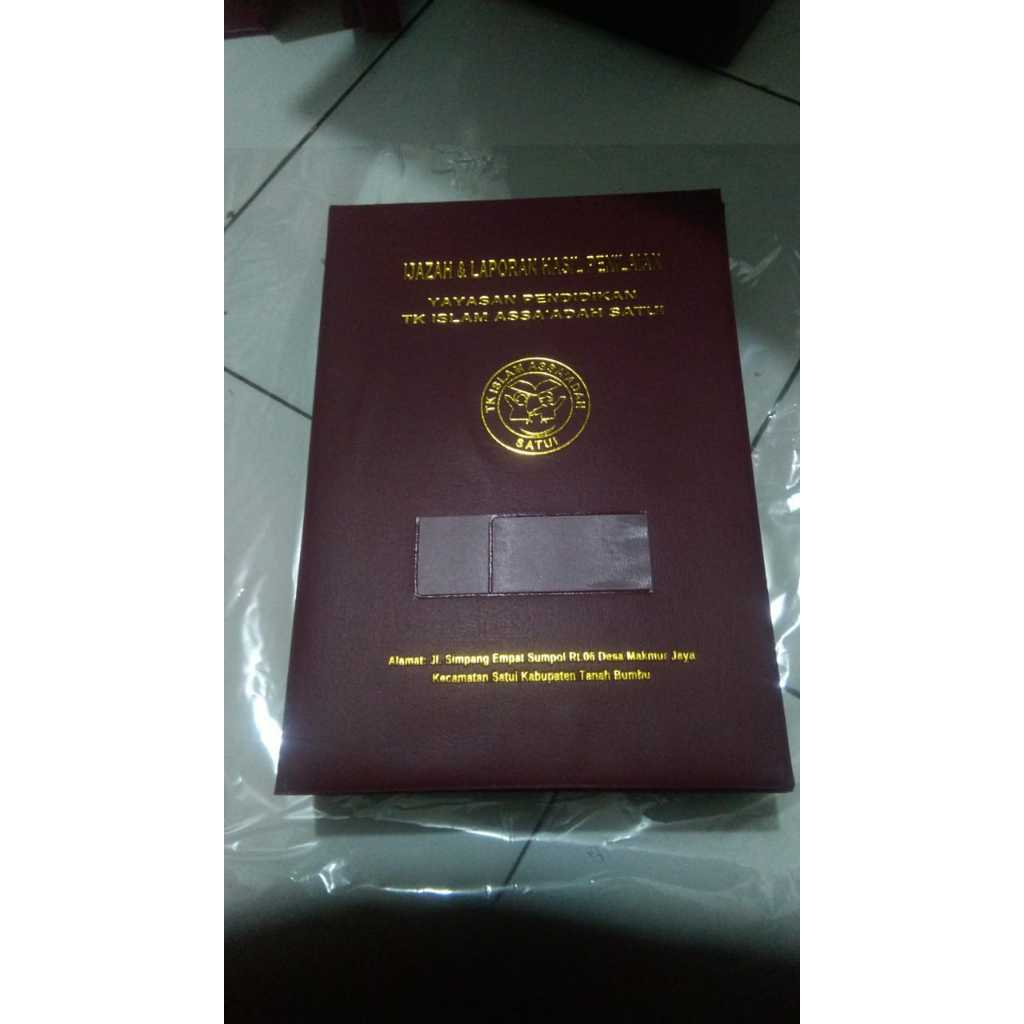 IJAZAH & LAPORAN HASIL PENILAIAN
YAYASAN PENDIDIKAN
TK ISLAM ASSA'ADAH SATUI
TK ISLAM ASSA'ADAH
SATUI
Alamat: Jl. Simpang Empat Sumpol Rt.06 Desa Makmur Jaya
Kecamatan Satui Kabupaten Tanah Bumbu